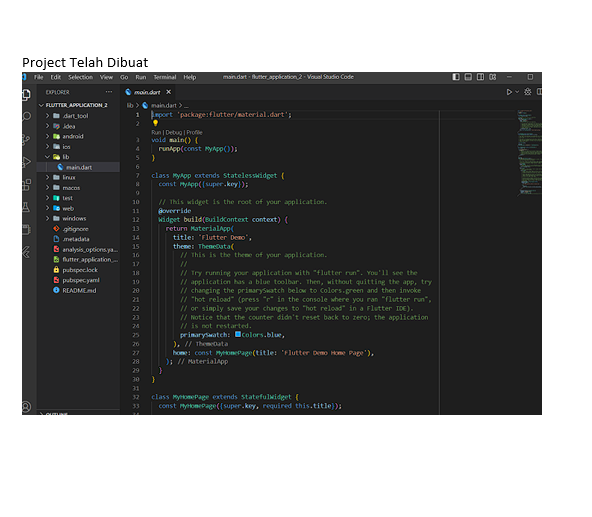 Project Telah Dibuat
File Edit Selection View Go Run Terminal Help main.dart - flutter_application_2 - Visual Studio Code
EXPLORER ··· main.dart ×
FLUTTER_APPLICATION_2 lib > main.dart > ...
.dart_tool
.idea
android
ios
lib
main.dart
linux
macos
test
web
windows
.gitignore
.metadata
analysis_options.ya...
flutter_application_...
pubspec.lock
pubspec.yaml
README.md
OUTLINE
1 import 'package:flutter/material.dart';
2
Run | Debug | Profile
3 void main() {
4 runApp(const MyApp());
5 }
6
7 class MyApp extends StatelessWidget {
8 const MyApp({super.key});
9
10 // This widget is the root of your application.
11 @override
12 Widget build(BuildContext context) {
13 return MaterialApp(
14 title: 'Flutter Demo',
15 theme: ThemeData(
16 // This is the theme of your application.
17 //
18 // Try running your application with "flutter run". You'll see the
19 // application has a blue toolbar. Then, without quitting the app, try
20 // changing the primarySwatch below to Colors.green and then invoke
21 // "hot reload" (press "r" in the console where you ran "flutter run",
22 // or simply save your changes to "hot reload" in a Flutter IDE).
23 // Notice that the counter didn't reset back to zero; the application
24 // is not restarted.
25 primarySwatch: Colors.blue,
26 ), // ThemeData
27 home: const MyHomePage(title: 'Flutter Demo Home Page'),
28 ); // MaterialApp
29 }
30 }
31
32 class MyHomePage extends StatefulWidget {
33 const MyHomePage({super.key, required this.title});